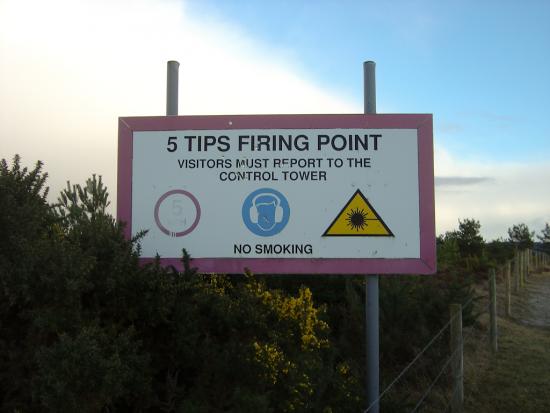 5 TIPS FIRING POINT
VISITORS MUST REPORT TO THE
CONTROL TOWER
5
NO SMOKING